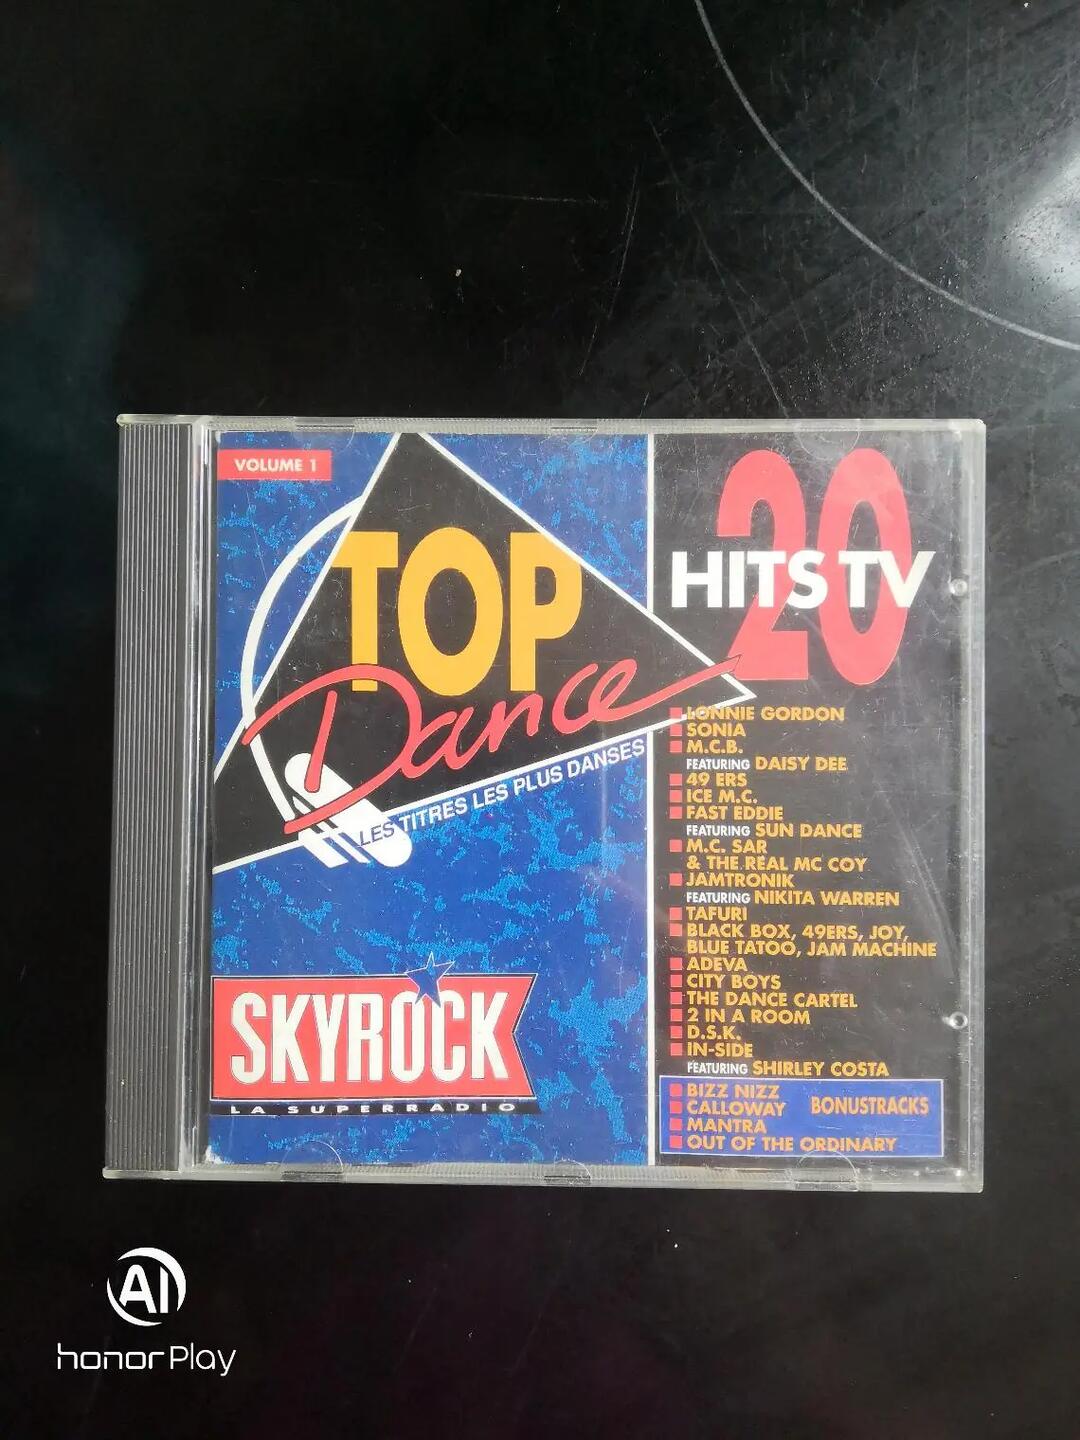 VOLUME 1
TOP
Dance
LES TITRES LES PLUS DANSES
SKYROCK
LA SUPERRADIO
20
HITS TV
LONNIE GORDON
SONIA
M.C.B.
FEATURING DAISY DEE
49 ERS
ICE M.C.
FAST EDDIE
FEATURING SUN DANCE
M.C. SAR
& THE REAL MC COY
JAMTRONIK
FEATURING NIKITA WARREN
TAFURI
BLACK BOX, 49ERS, JOY,
BLUE TATOO, JAM MACHINE
ADEVA
CITY BOYS
THE DANCE CARTEL
2 IN A ROOM
D.S.K.
IN-SIDE
FEATURING SHIRLEY COSTA
BIZZ NIZZ
CALLOWAY BONUSTRACKS
MANTRA
OUT OF THE ORDINARY
AI
honor Play